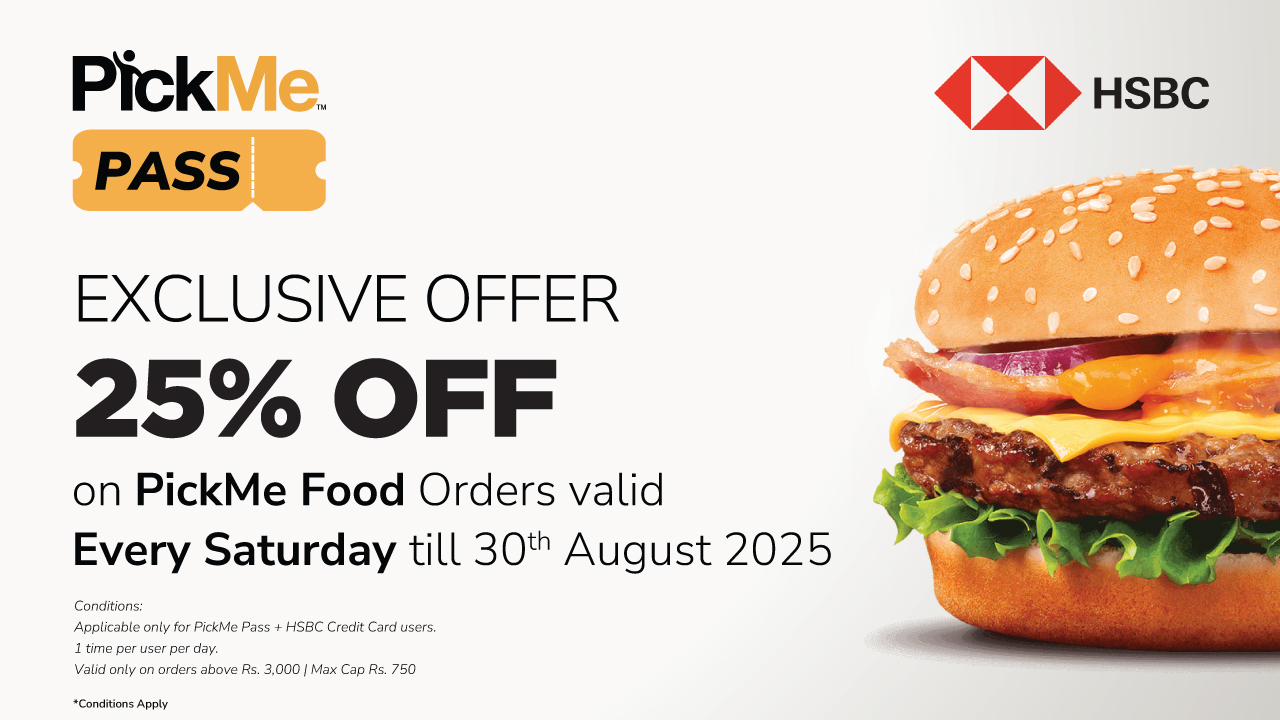 PickMe™
PASS
HSBC
EXCLUSIVE OFFER
25% OFF
on PickMe Food Orders valid
Every Saturday till 30th August 2025
Conditions:
Applicable only for PickMe Pass + HSBC Credit Card users.
1 time per user per day.
Valid only on orders above Rs. 3,000 | Max Cap Rs. 750
*Conditions Apply